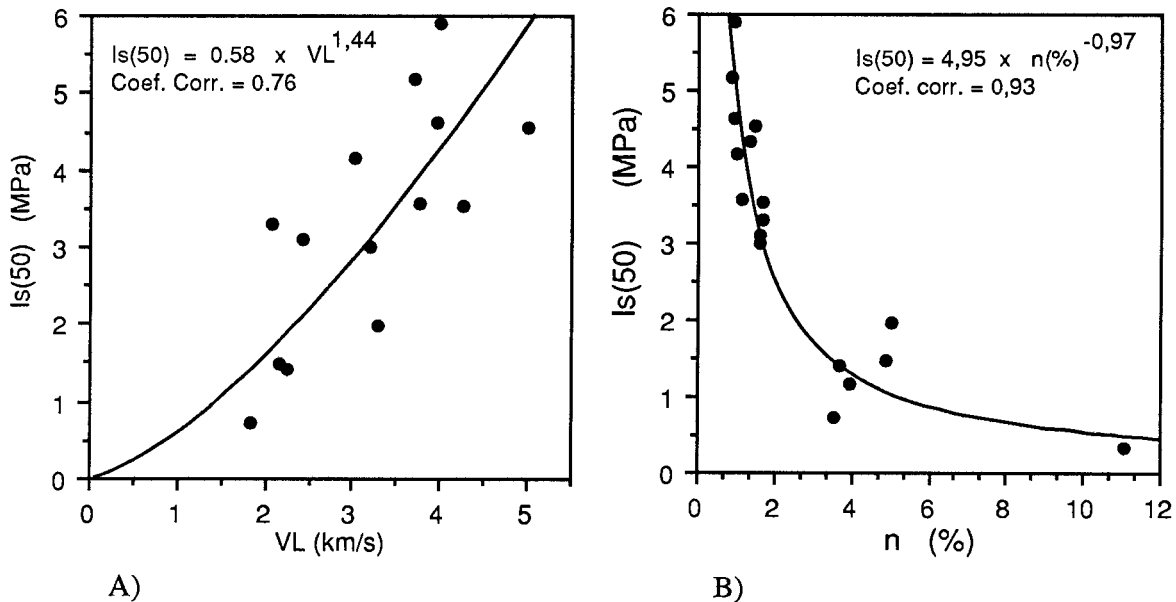 Is(50) = 0.58 x VL^1,44
Coef. Corr. = 0.76
Is(50) (MPa)
6
5
4
3
2
1
0
0 1 2 3 4 5
VL (km/s)
A)
Is(50) = 4,95 x n(%)^-0,97
Coef. corr. = 0,93
Is(50) (MPa)
6
5
4
3
2
1
0
0 2 4 6 8 10 12
n (%)
B)